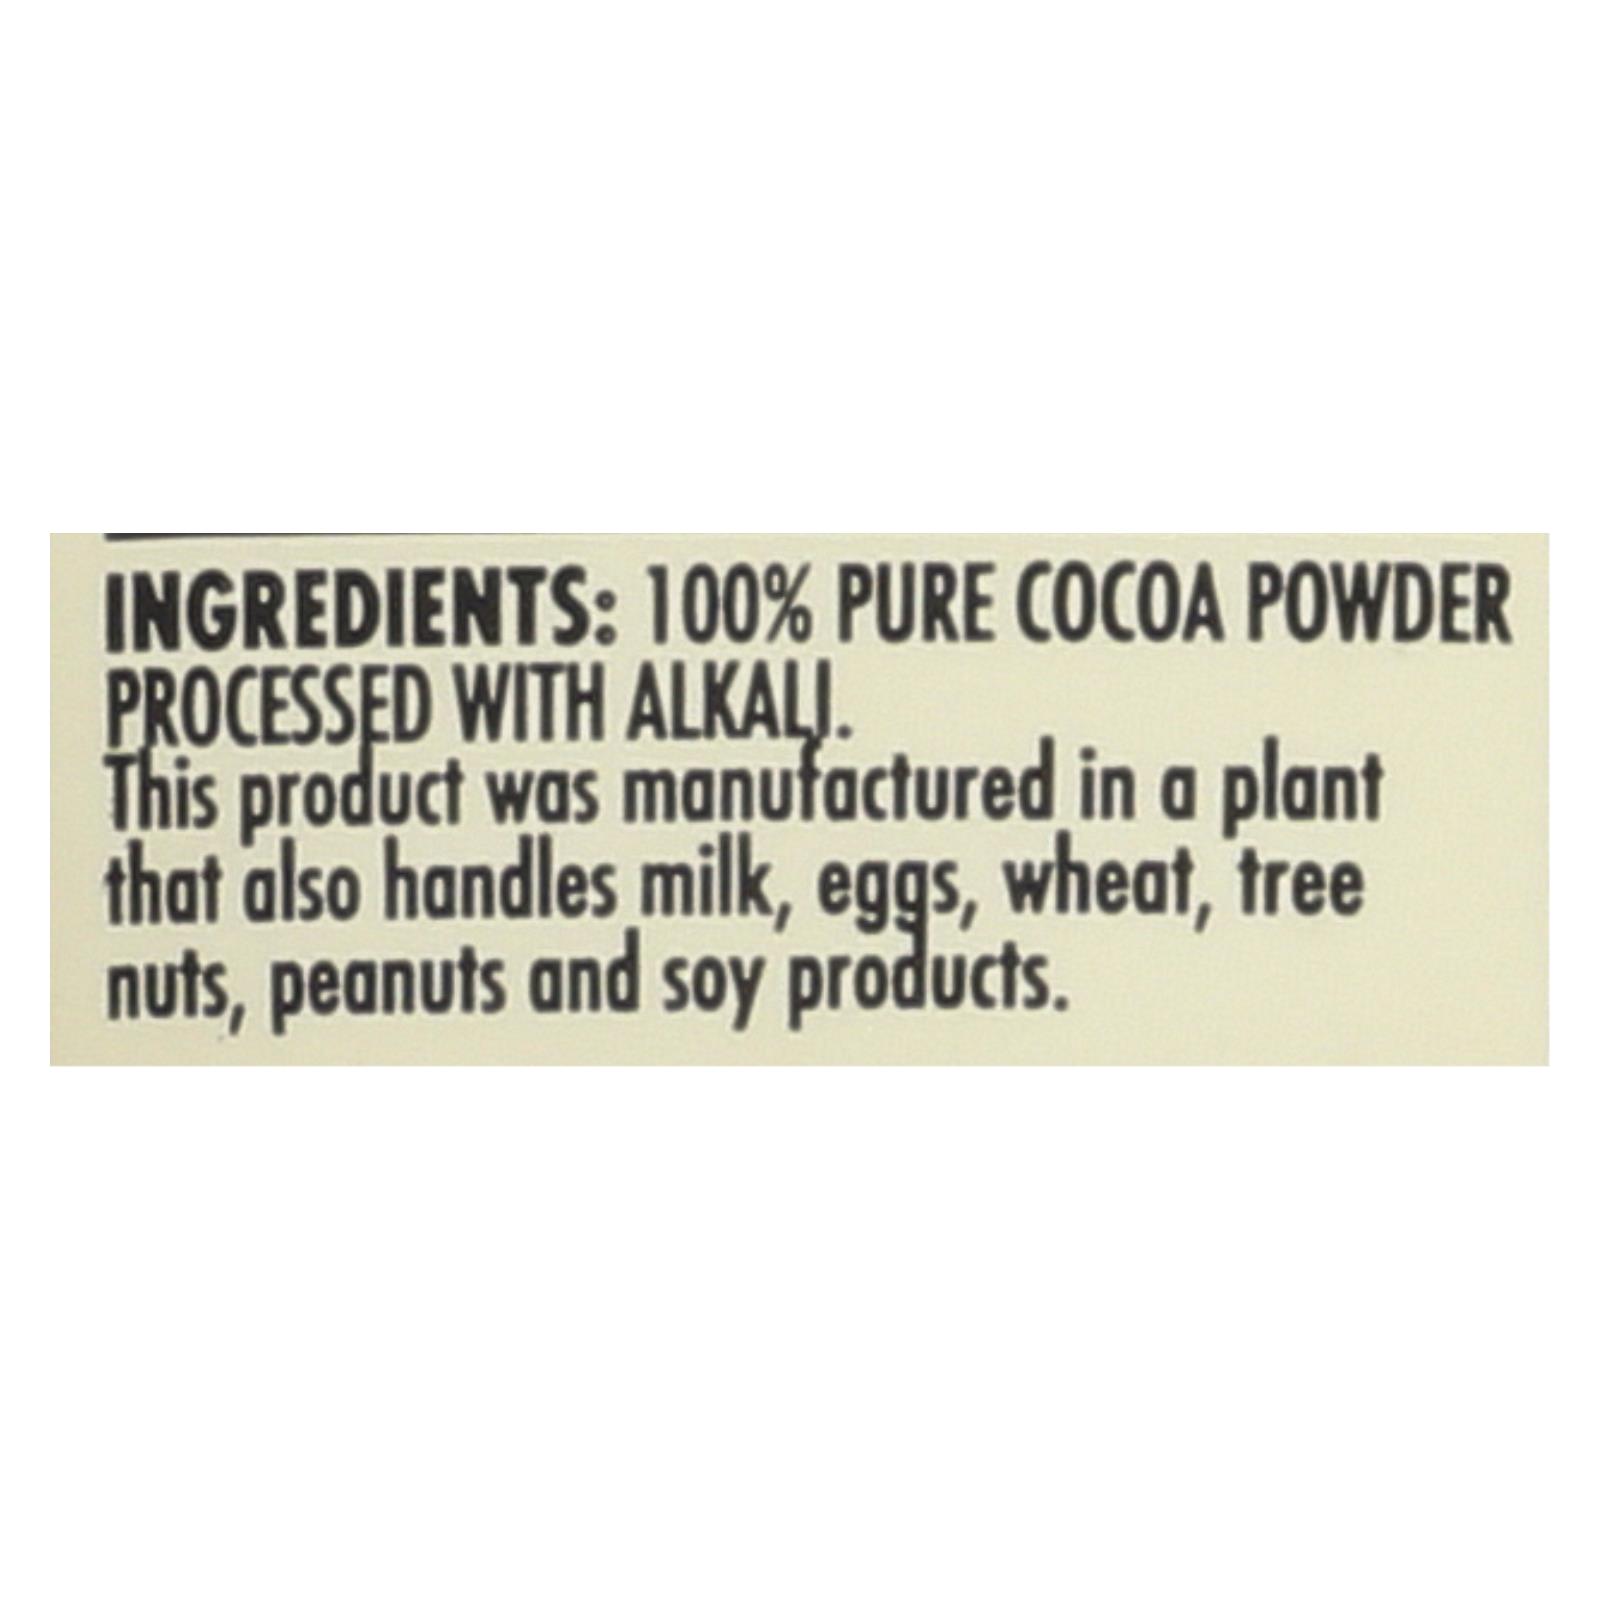 INGREDIENTS: 100% PURE COCOA POWDER
PROCESSED WITH ALKALI.
This product was manufactured in a plant
that also handles milk, eggs, wheat, tree
nuts, peanuts and soy products.